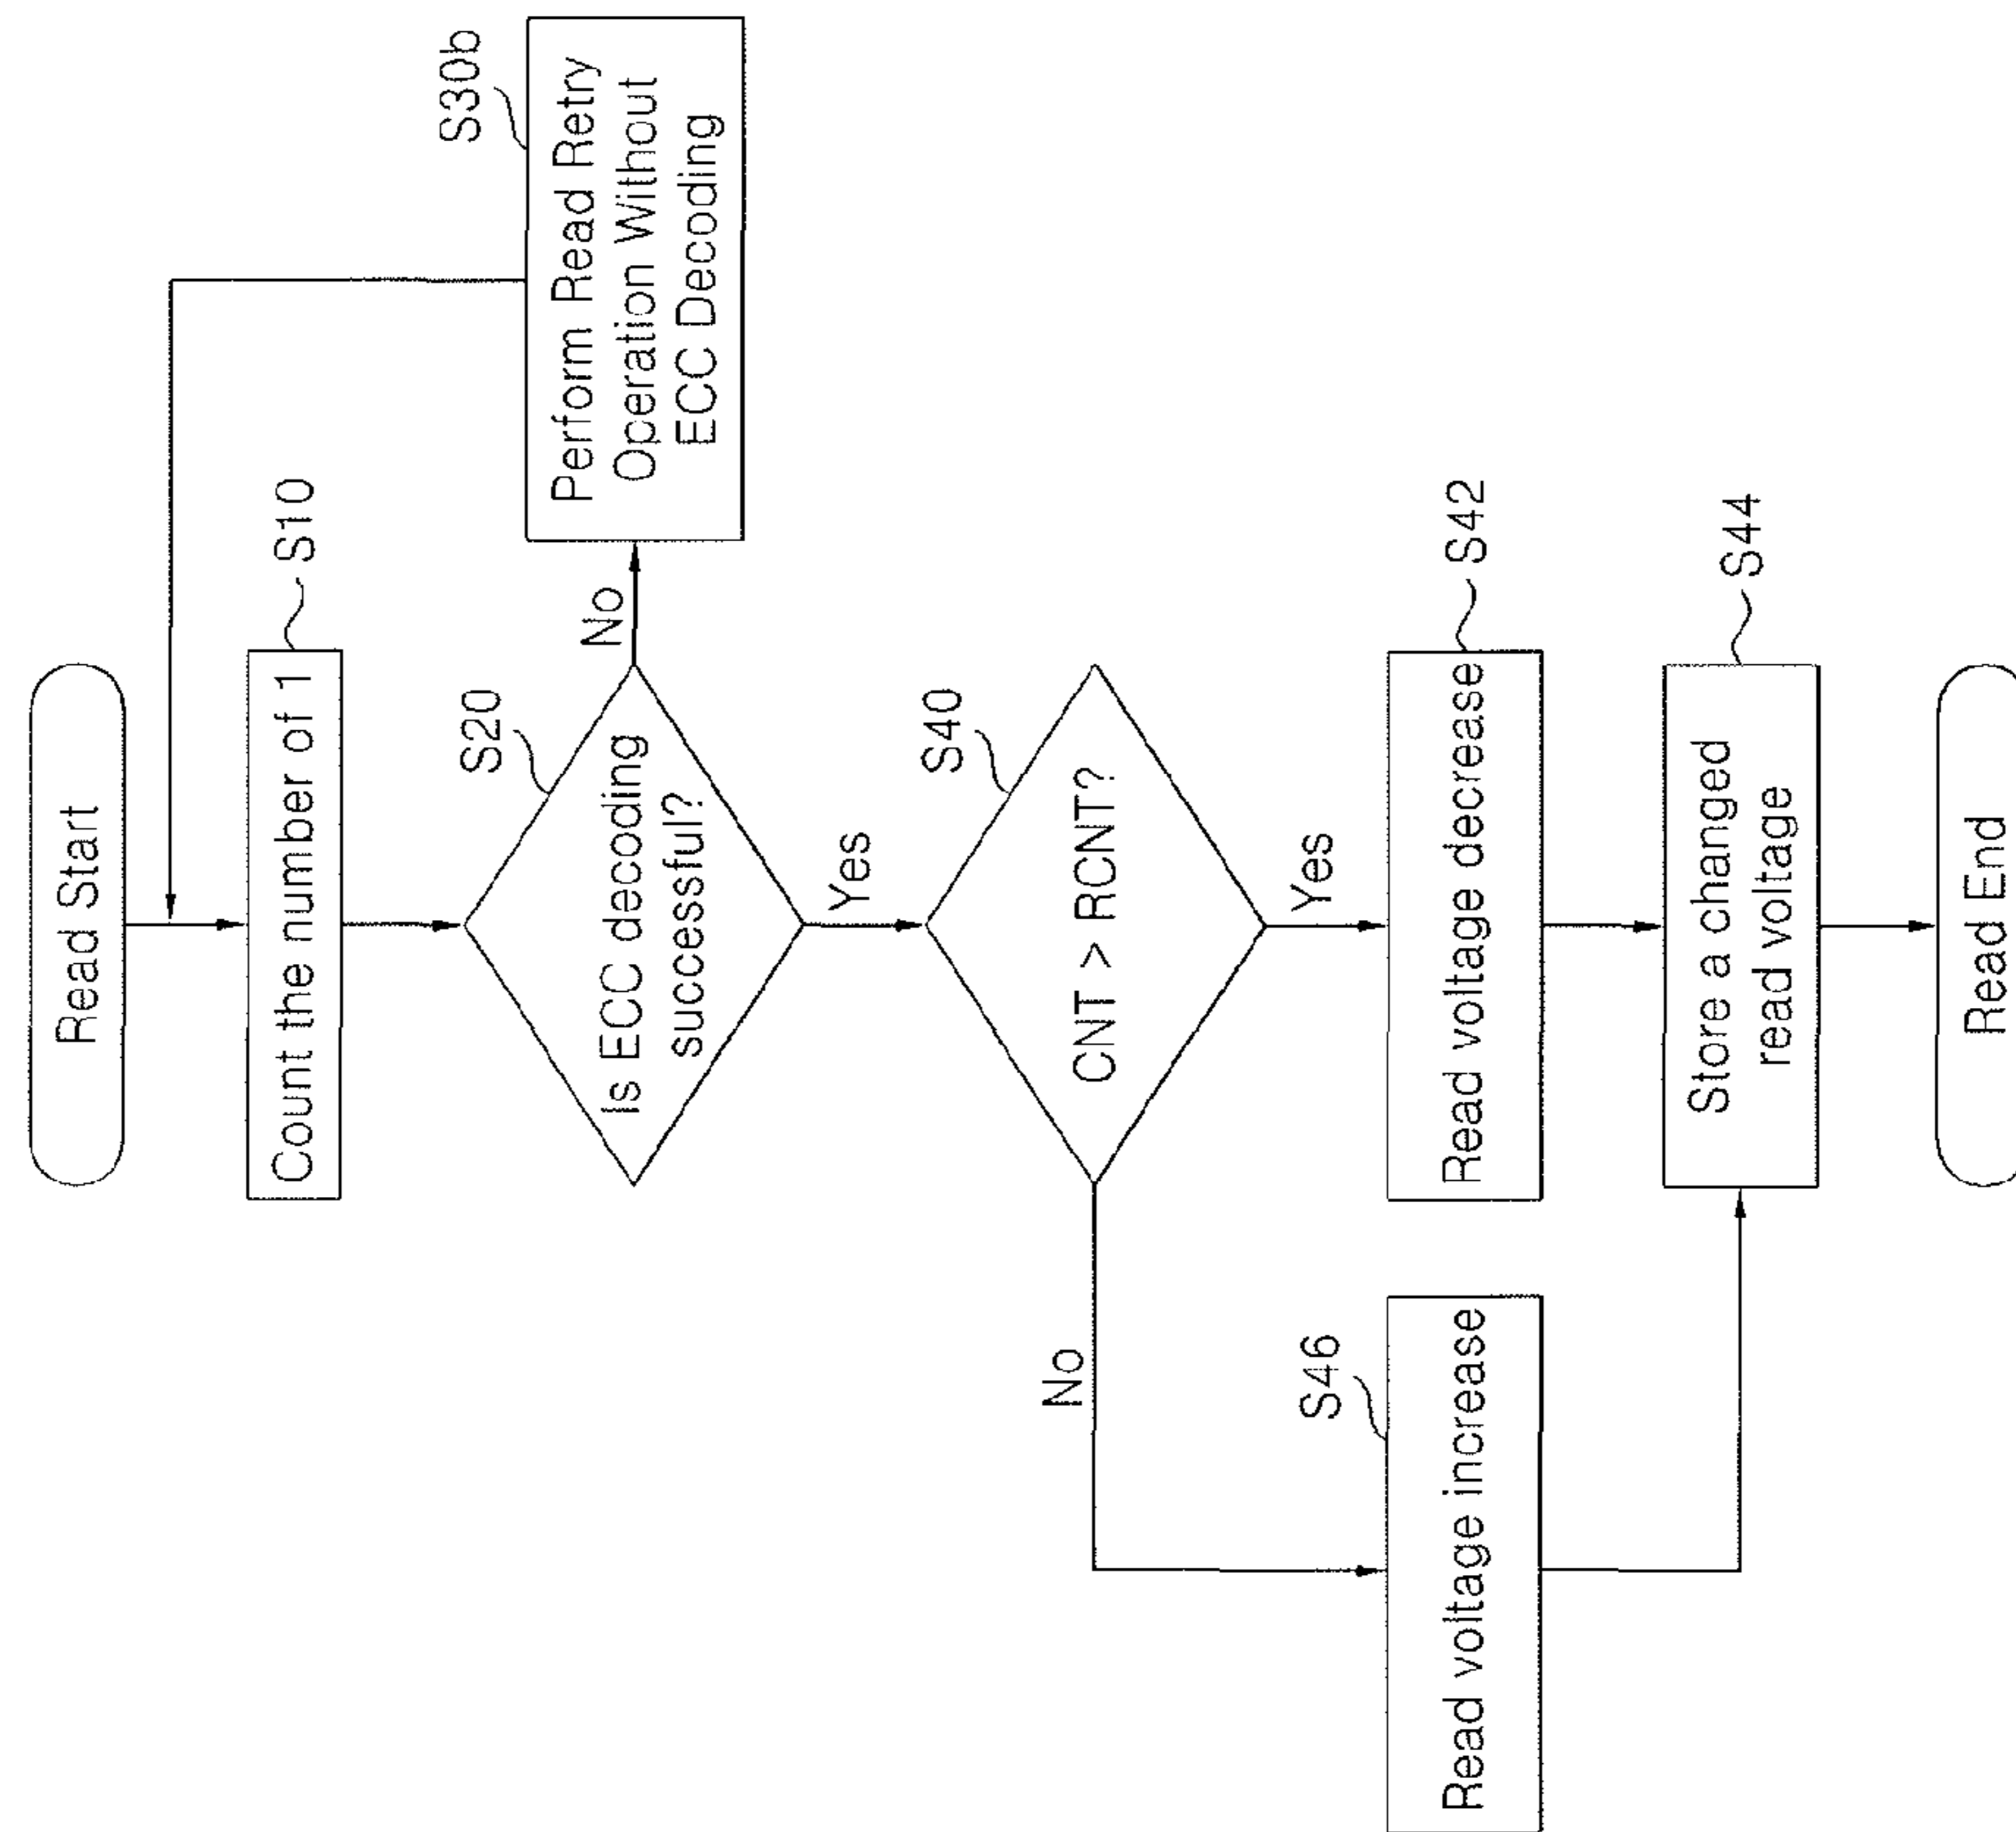 Read Start
Count the number of 1
S10
Is ECC decoding
successful?
S20
No
Perform Read Retry
Operation Without
ECC Decoding
S30b
Yes
CNT > RCNT?
S40
No
Yes
Read voltage increase
S46
Read voltage decrease
S42
Store a changed
read voltage
S44
Read End